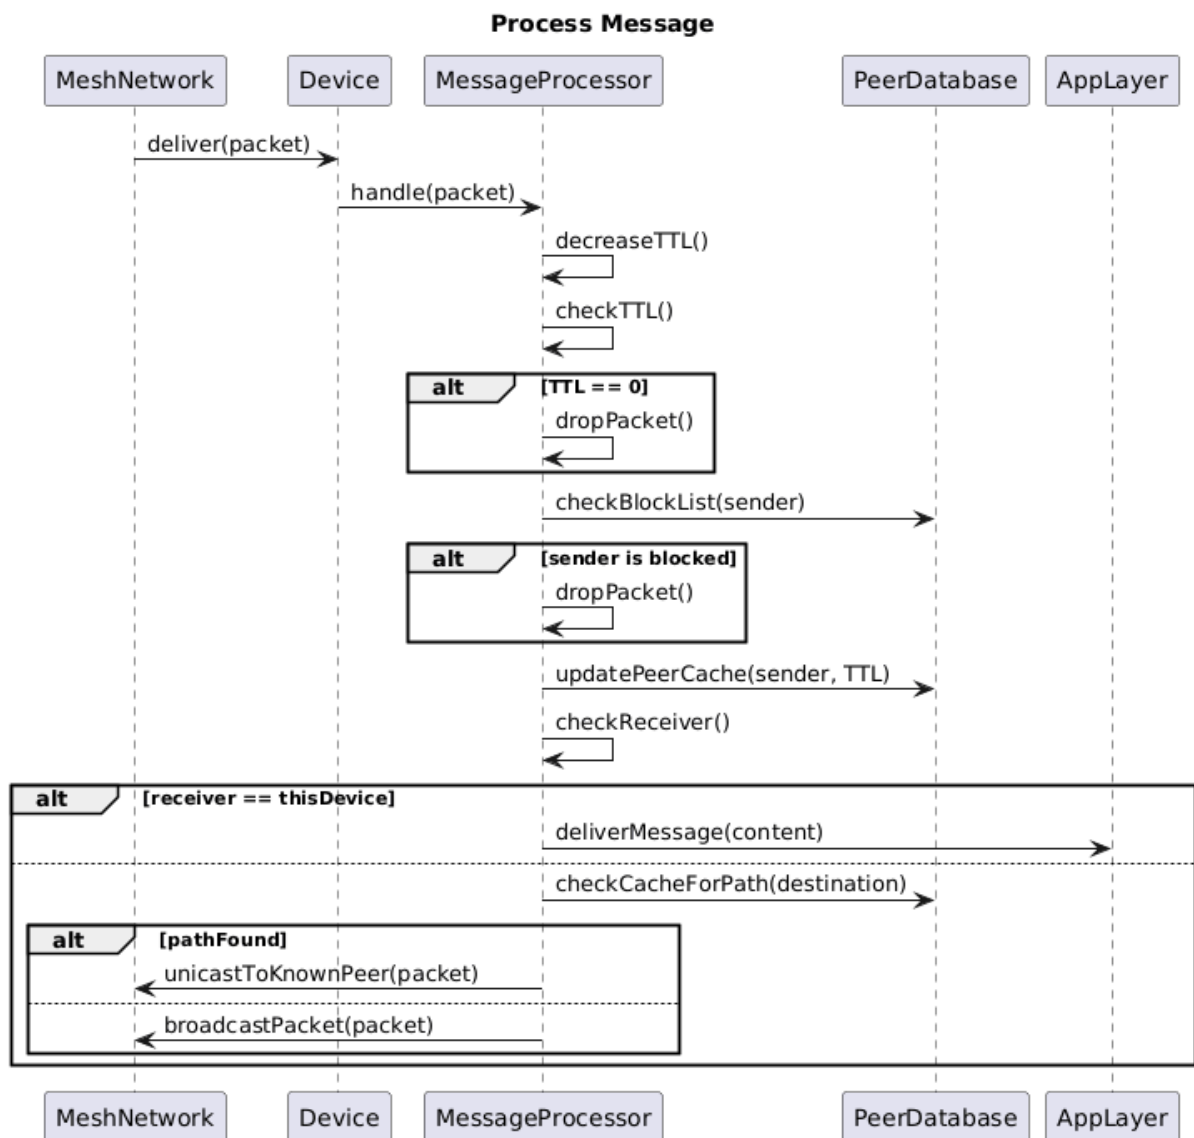 Process Message
MeshNetwork Device MessageProcessor PeerDatabase AppLayer
deliver(packet)
handle(packet)
decreaseTTL()
checkTTL()
alt [TTL == 0]
dropPacket()
checkBlockList(sender)
alt [sender is blocked]
dropPacket()
updatePeerCache(sender, TTL)
checkReceiver()
alt [receiver == thisDevice]
deliverMessage(content)
checkCacheForPath(destination)
alt [pathFound]
unicastToKnownPeer(packet)
broadcastPacket(packet)
MeshNetwork Device MessageProcessor PeerDatabase AppLayer